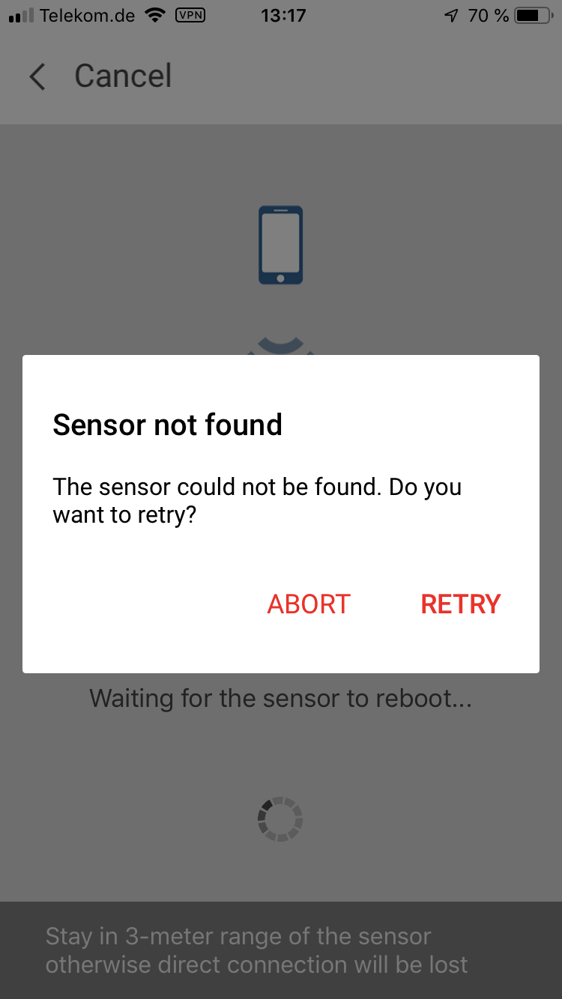 Telekom.de VPN 13:17 70 %
Cancel
Sensor not found
The sensor could not be found. Do you
want to retry?
ABORT RETRY
Waiting for the sensor to reboot...
Stay in 3-meter range of the sensor
otherwise direct connection will be lost